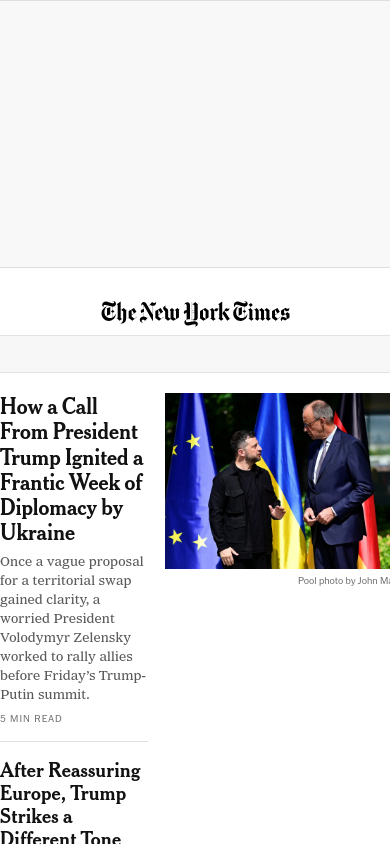 The New York Times
How a Call
From President
Trump Ignited a
Frantic Week of
Diplomacy by
Ukraine
Once a vague proposal
for a territorial swap
gained clarity, a
worried President
Volodymyr Zelensky
worked to rally allies
before Friday’s Trump-
Putin summit.
5 MIN READ
Pool photo by John
After Reassuring
Europe, Trump
Strikes a
Different Tone